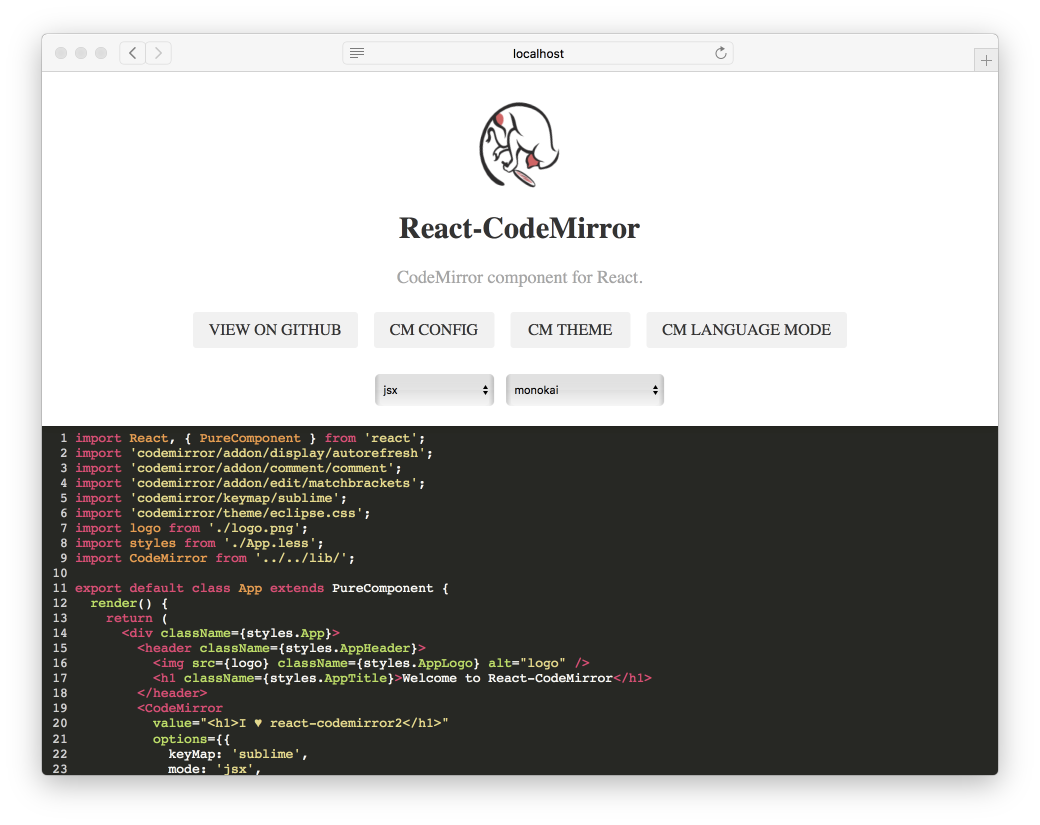 localhost
React-CodeMirror
CodeMirror component for React.
VIEW ON GITHUB CM CONFIG CM THEME CM LANGUAGE MODE
jsx monokai
1 import React, { PureComponent } from 'react';
2 import 'codemirror/addon/display/autorefresh';
3 import 'codemirror/addon/comment/comment';
4 import 'codemirror/addon/edit/matchbrackets';
5 import 'codemirror/keymap/sublime';
6 import 'codemirror/theme/eclipse.css';
7 import logo from './logo.png';
8 import styles from './App.less';
9 import CodeMirror from '../../lib/';
10
11 export default class App extends PureComponent {
12   render() {
13     return (
14       <div className={styles.App}>
15         <header className={styles.AppHeader}>
16           <img src={logo} className={styles.AppLogo} alt="logo" />
17           <h1 className={styles.AppTitle}>Welcome to React-CodeMirror</h1>
18         </header>
19         <CodeMirror
20           value="<h1>I ♥ react-codemirror2</h1>"
21           options={{
22             keyMap: 'sublime',
23             mode: 'jsx',